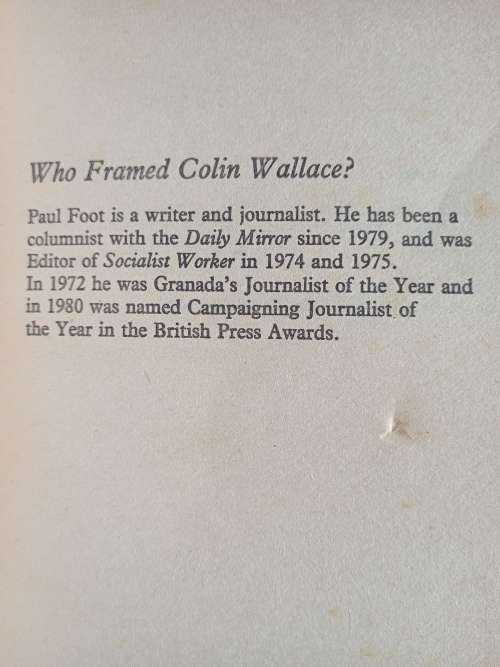 Who Framed Colin Wallace?
Paul Foot is a writer and journalist. He has been a
columnist with the Daily Mirror since 1979, and was
Editor of Socialist Worker in 1974 and 1975.
In 1972 he was Granada's Journalist of the Year and
in 1980 was named Campaigning Journalist of
the Year in the British Press Awards.